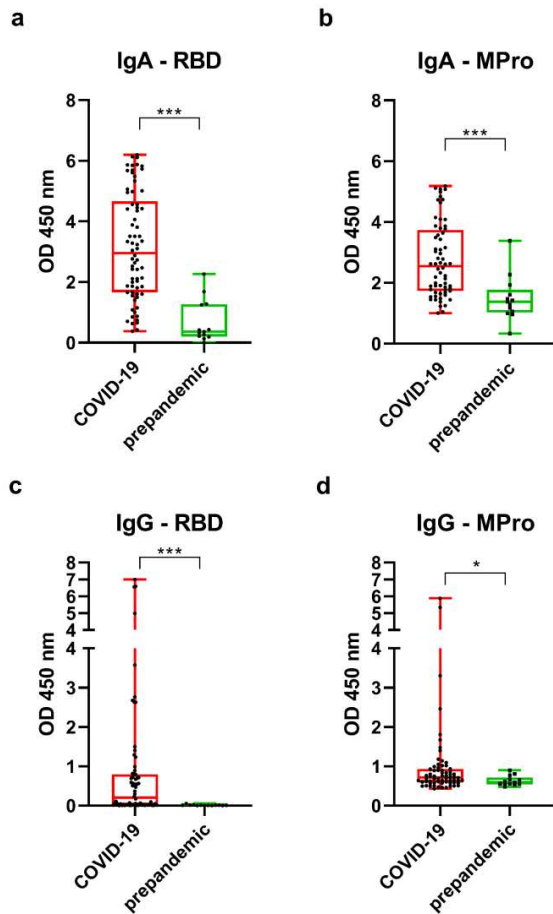 a
IgA - RBD
***
OD 450 nm
8
6
4
2
0
COVID-19
prepandemic
b
IgA - MPro
***
OD 450 nm
8
6
4
2
0
COVID-19
prepandemic
c
IgG - RBD
***
OD 450 nm
8
7
6
5
4
4
3
2
1
0
COVID-19
prepandemic
d
IgG - MPro
*
OD 450 nm
8
7
6
5
4
4
3
2
1
0
COVID-19
prepandemic